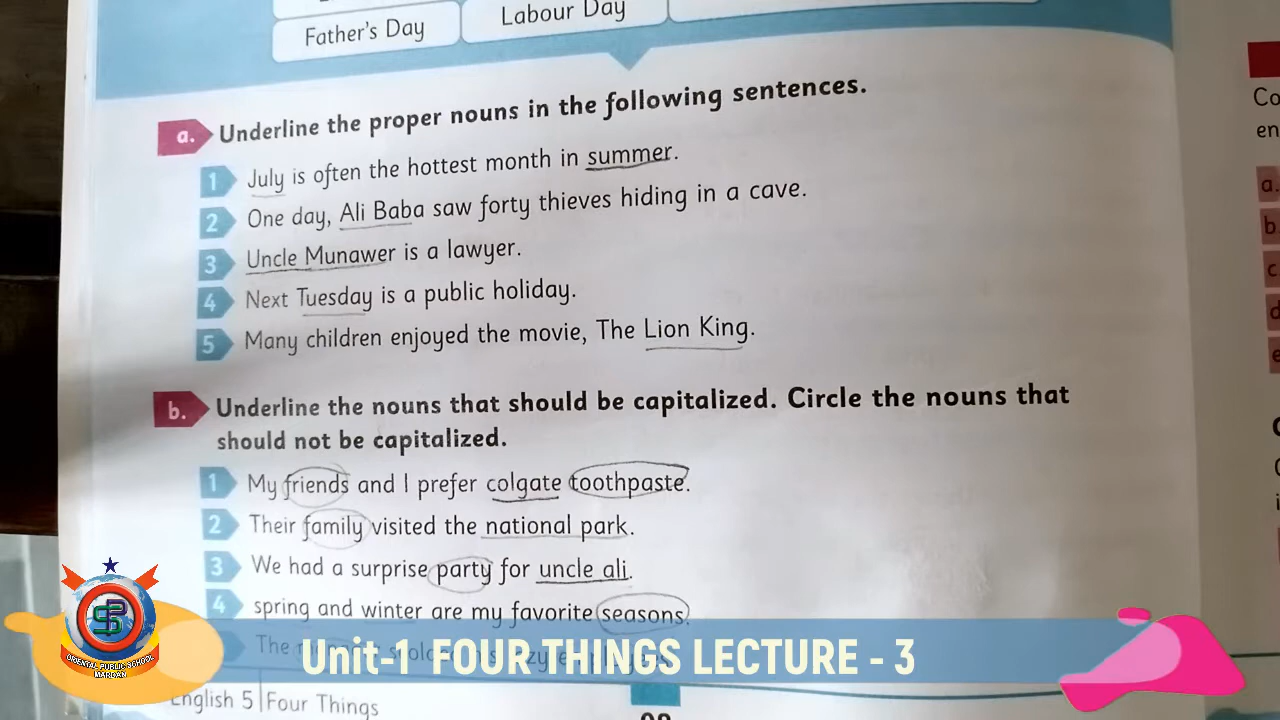 Father's Day
Labour Day
a. Underline the proper nouns in the following sentences.
1 July is often the hottest month in summer.
2 One day, Ali Baba saw forty thieves hiding in a cave.
3 Uncle Munawer is a lawyer.
4 Next Tuesday is a public holiday.
5 Many children enjoyed the movie, The Lion King.
b. Underline the nouns that should be capitalized. Circle the nouns that
should not be capitalized.
1 My friends and I prefer colgate toothpaste.
2 Their family visited the national park.
3 We had a surprise party for uncle ali.
4 spring and winter are my favorite seasons.
The
Unit-1 FOUR THINGS LECTURE - 3
ORIENTAL PUBLIC SCHOOL
MARDAN
English 5 | Four Things
Co
en
a.
b
c
d
e